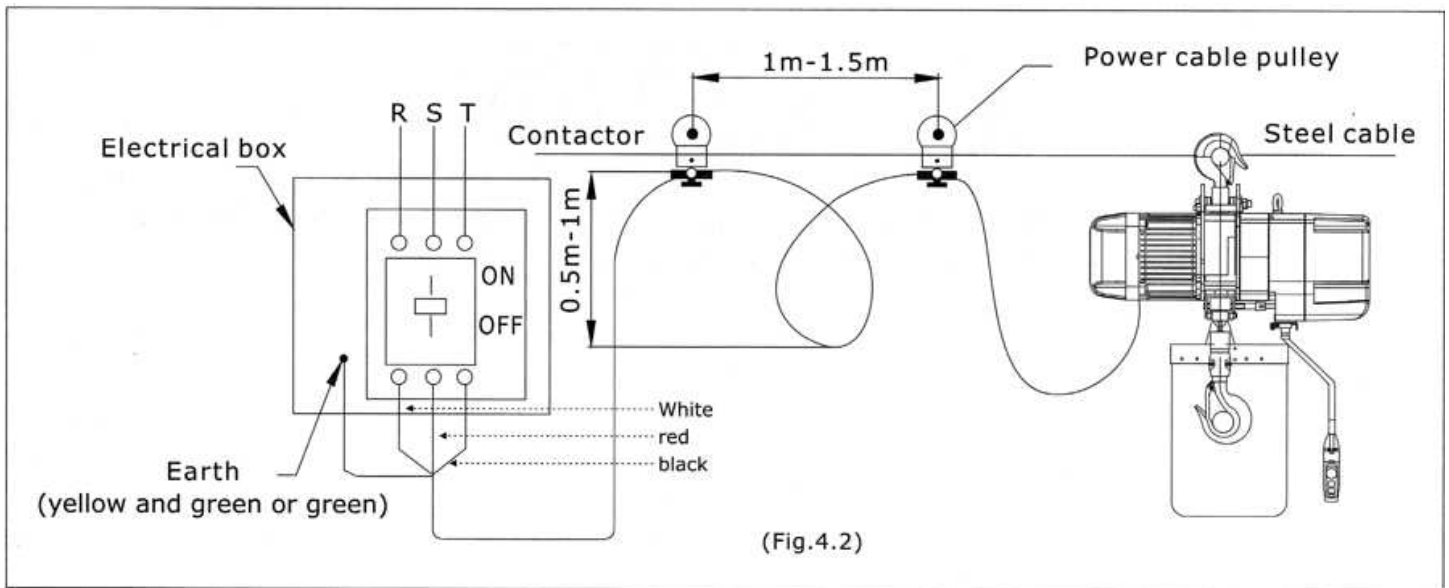 1m-1.5m
Power cable pulley
R S T
Contactor
Steel cable
Electrical box
0.5m-1m
ON
OFF
White
red
black
Earth
(yellow and green or green)
(Fig.4.2)